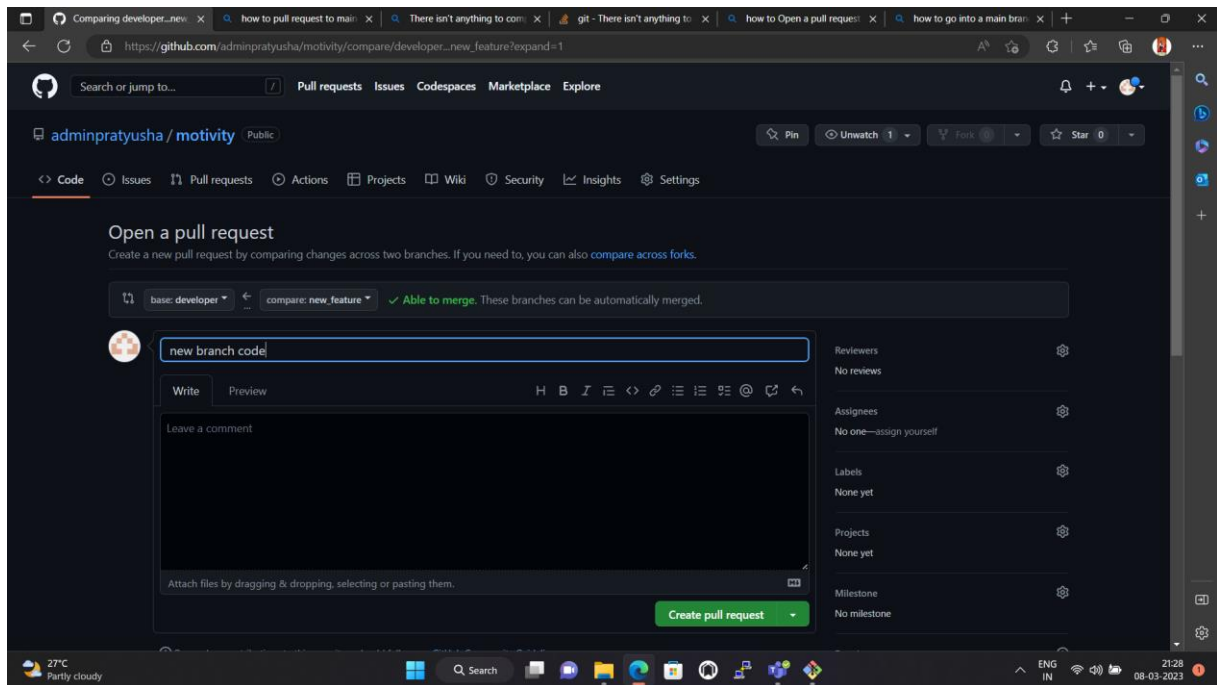 Comparing developer...new_ how to pull request to main There isn't anything to com git - There isn't anything to how to Open a pull request how to go into a main bran
https://github.com/adminpratyusha/motivity/compare/developer...new_feature?expand=1
Search or jump to... / Pull requests Issues Codespaces Marketplace Explore
adminpratyusha / motivity Public Pin Unwatch 1 Fork 0 Star 0
Code Issues Pull requests Actions Projects Wiki Security Insights Settings
Open a pull request
Create a new pull request by comparing changes across two branches. If you need to, you can also compare across forks.
base: developer compare: new_feature Able to merge. These branches can be automatically merged.
new branch code
Reviewers
No reviews
Write Preview
Assignees
No one—assign yourself
Leave a comment
Labels
None yet
Projects
None yet
Attach files by dragging & dropping, selecting or pasting them.
Milestone
No milestone
Create pull request
27°C
Partly cloudy
Search
ENG
IN
21:28
08-03-2023
1